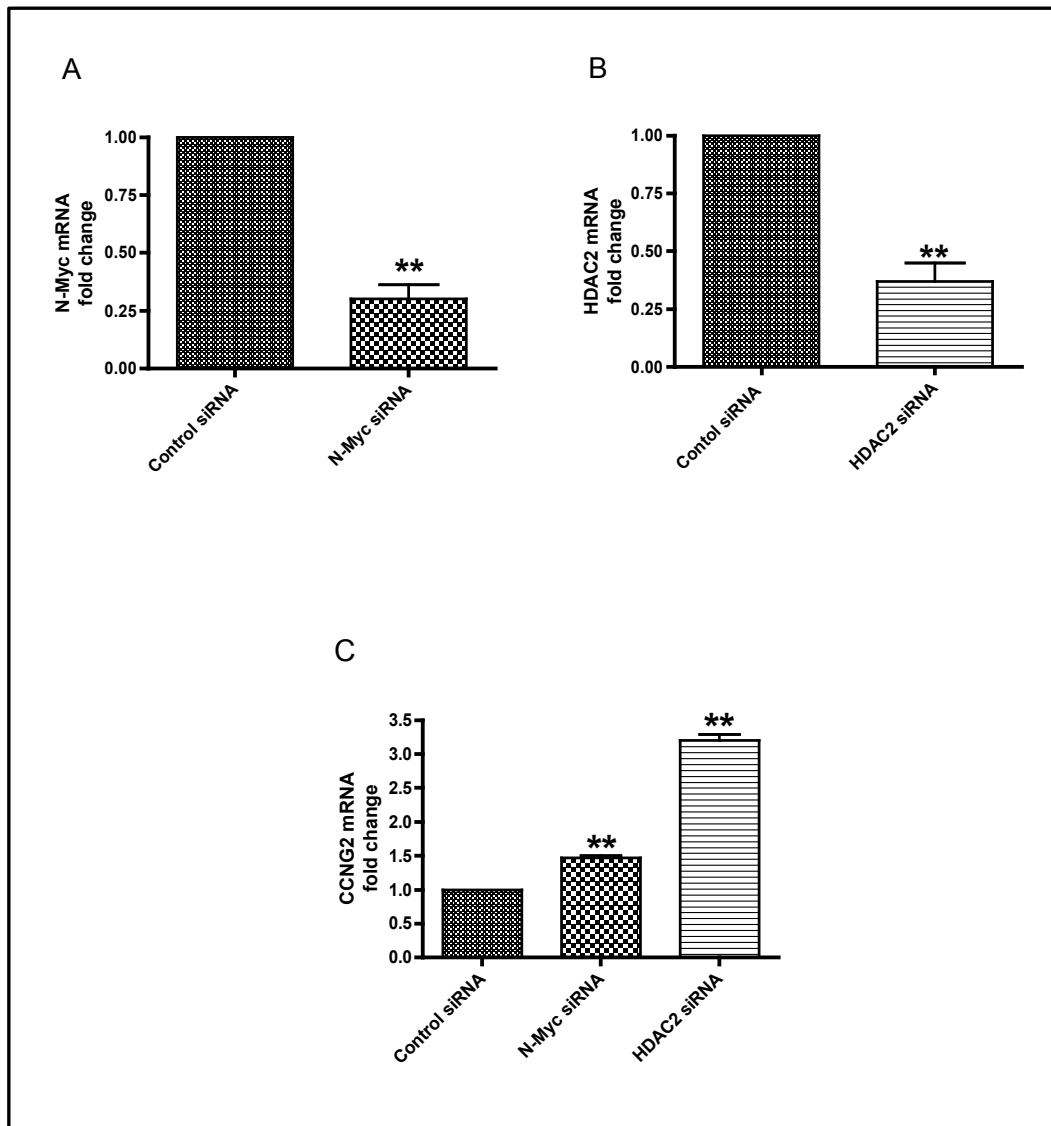 A
N-Myc mRNA
fold change
1.00
0.75
0.50
0.25
0.00
**
Control siRNA
N-Myc siRNA
B
HDAC2 mRNA
fold change
1.00
0.75
0.50
0.25
0.00
**
Contol siRNA
HDAC2 siRNA
C
CCNG2 mRNA
fold change
3.5
3.0
2.5
2.0
1.5
1.0
0.5
0.0
**
**
Control siRNA
N-Myc siRNA
HDAC2 siRNA